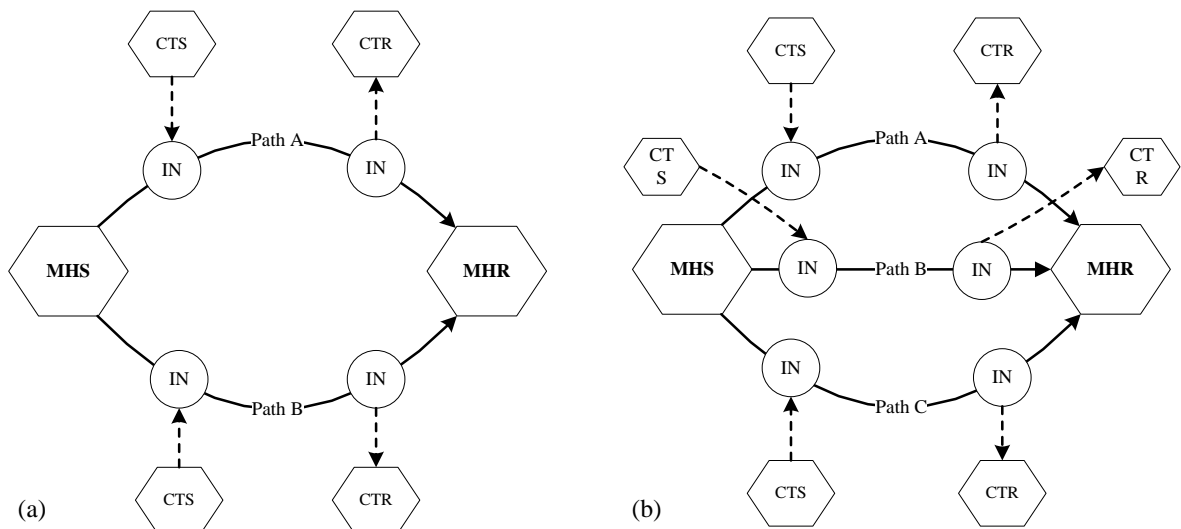 CTS
CTR
Path A
IN
IN
MHS
MHR
IN
IN
Path B
CTS
CTR
(a)
CTS
CTR
Path A
CT
S
IN
IN
CT
R
MHS
IN
Path B
IN
MHR
IN
IN
Path C
CTS
CTR
(b)